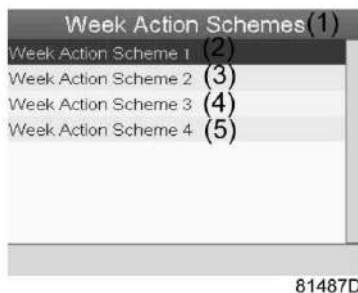 Week Action Schemes(1)
Week Action Scheme 1 (2)
Week Action Scheme 2 (3)
Week Action Scheme 3 (4)
Week Action Scheme 4 (5)
81487D